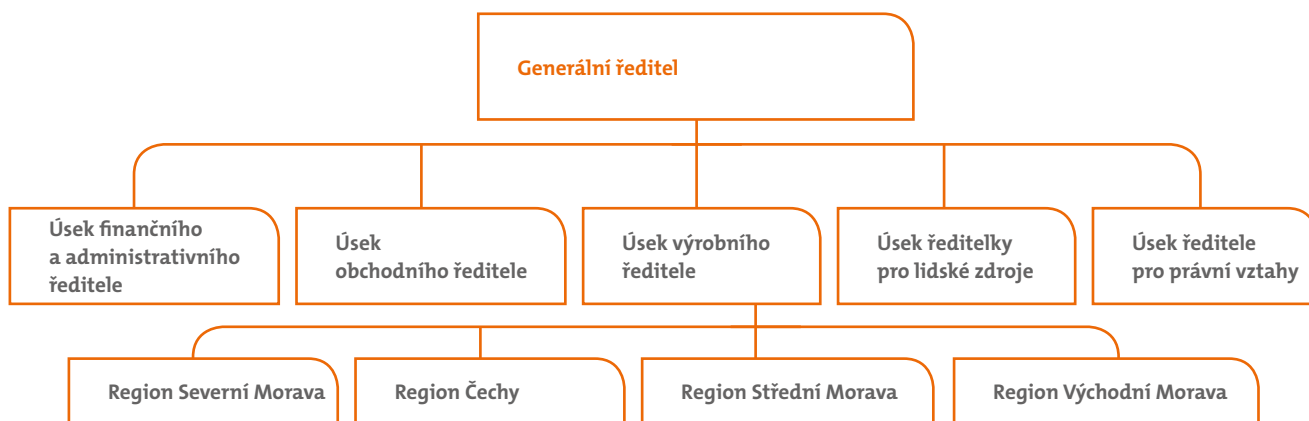 Generální ředitel
Úsek finančního
a administrativního
ředitele
Úsek
obchodního ředitele
Úsek výrobního
ředitele
Úsek ředitelky
pro lidské zdroje
Úsek ředitele
pro právní vztahy
Region Severní Morava
Region Čechy
Region Střední Morava
Region Východní Morava